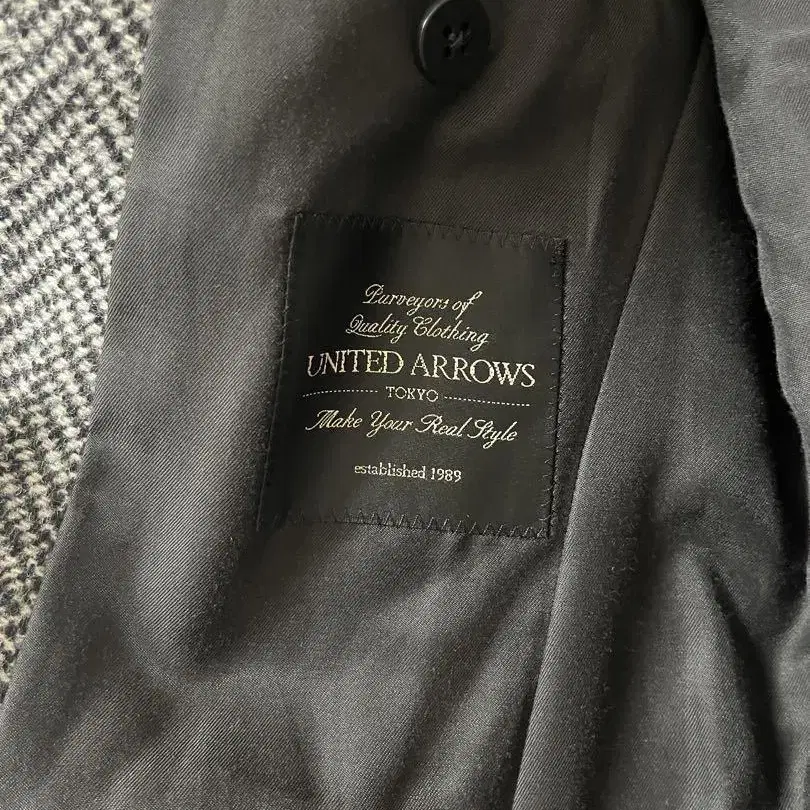 Purveyors of
Quality Clothing
UNITED ARROWS
TOKYO
Make Your Real Style
established 1989